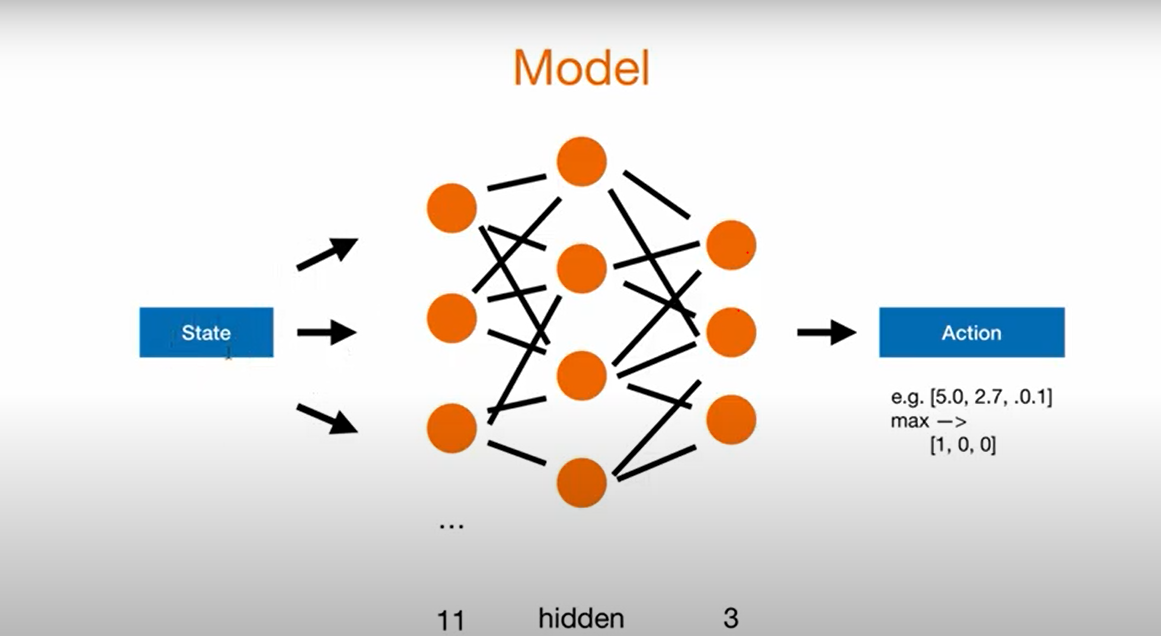 Model
State
Action
e.g. [5.0, 2.7, .0.1]
max —>
[1, 0, 0]
...
11 hidden 3